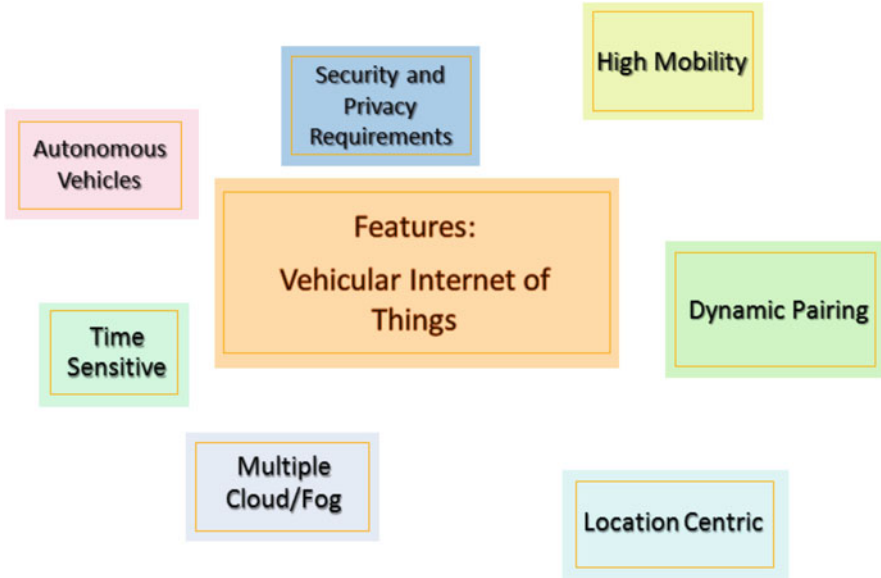 High Mobility
Security and
Privacy
Requirements
Autonomous
Vehicles
Features:
Vehicular Internet of
Things
Dynamic Pairing
Time
Sensitive
Multiple
Cloud/Fog
Location Centric